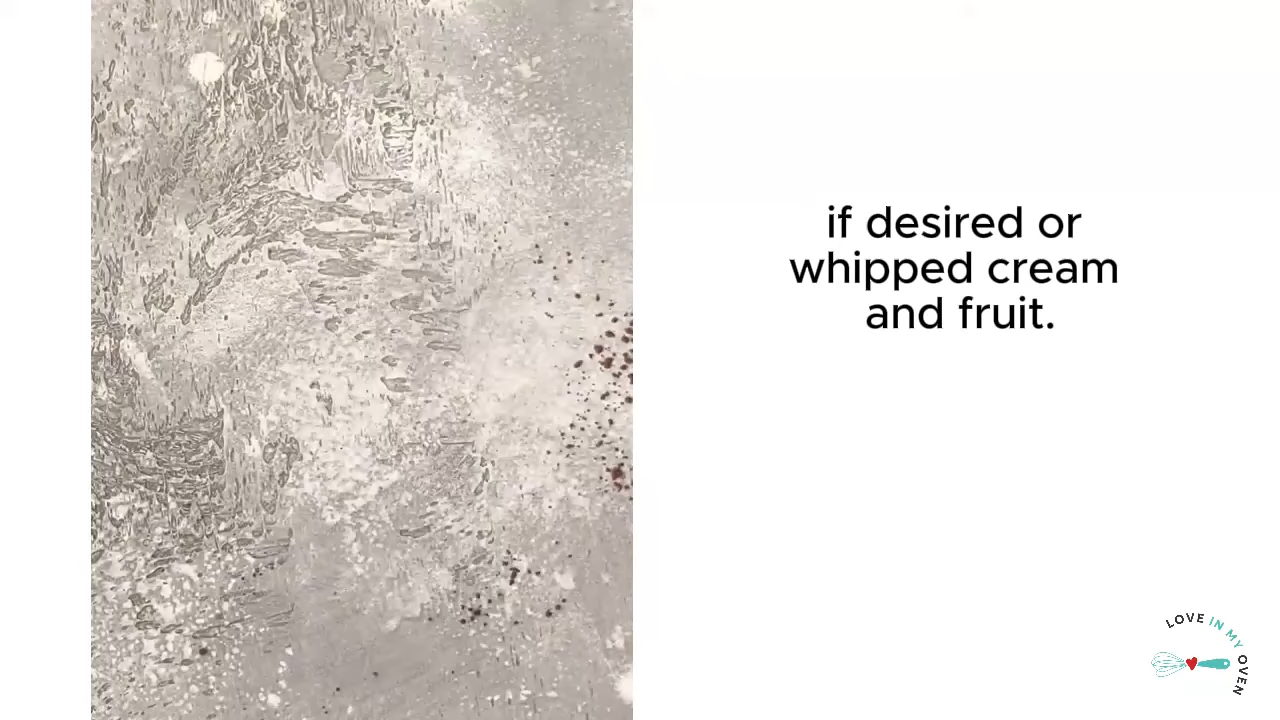 if desired or
whipped cream
and fruit.
LOVE IN MY OVEN